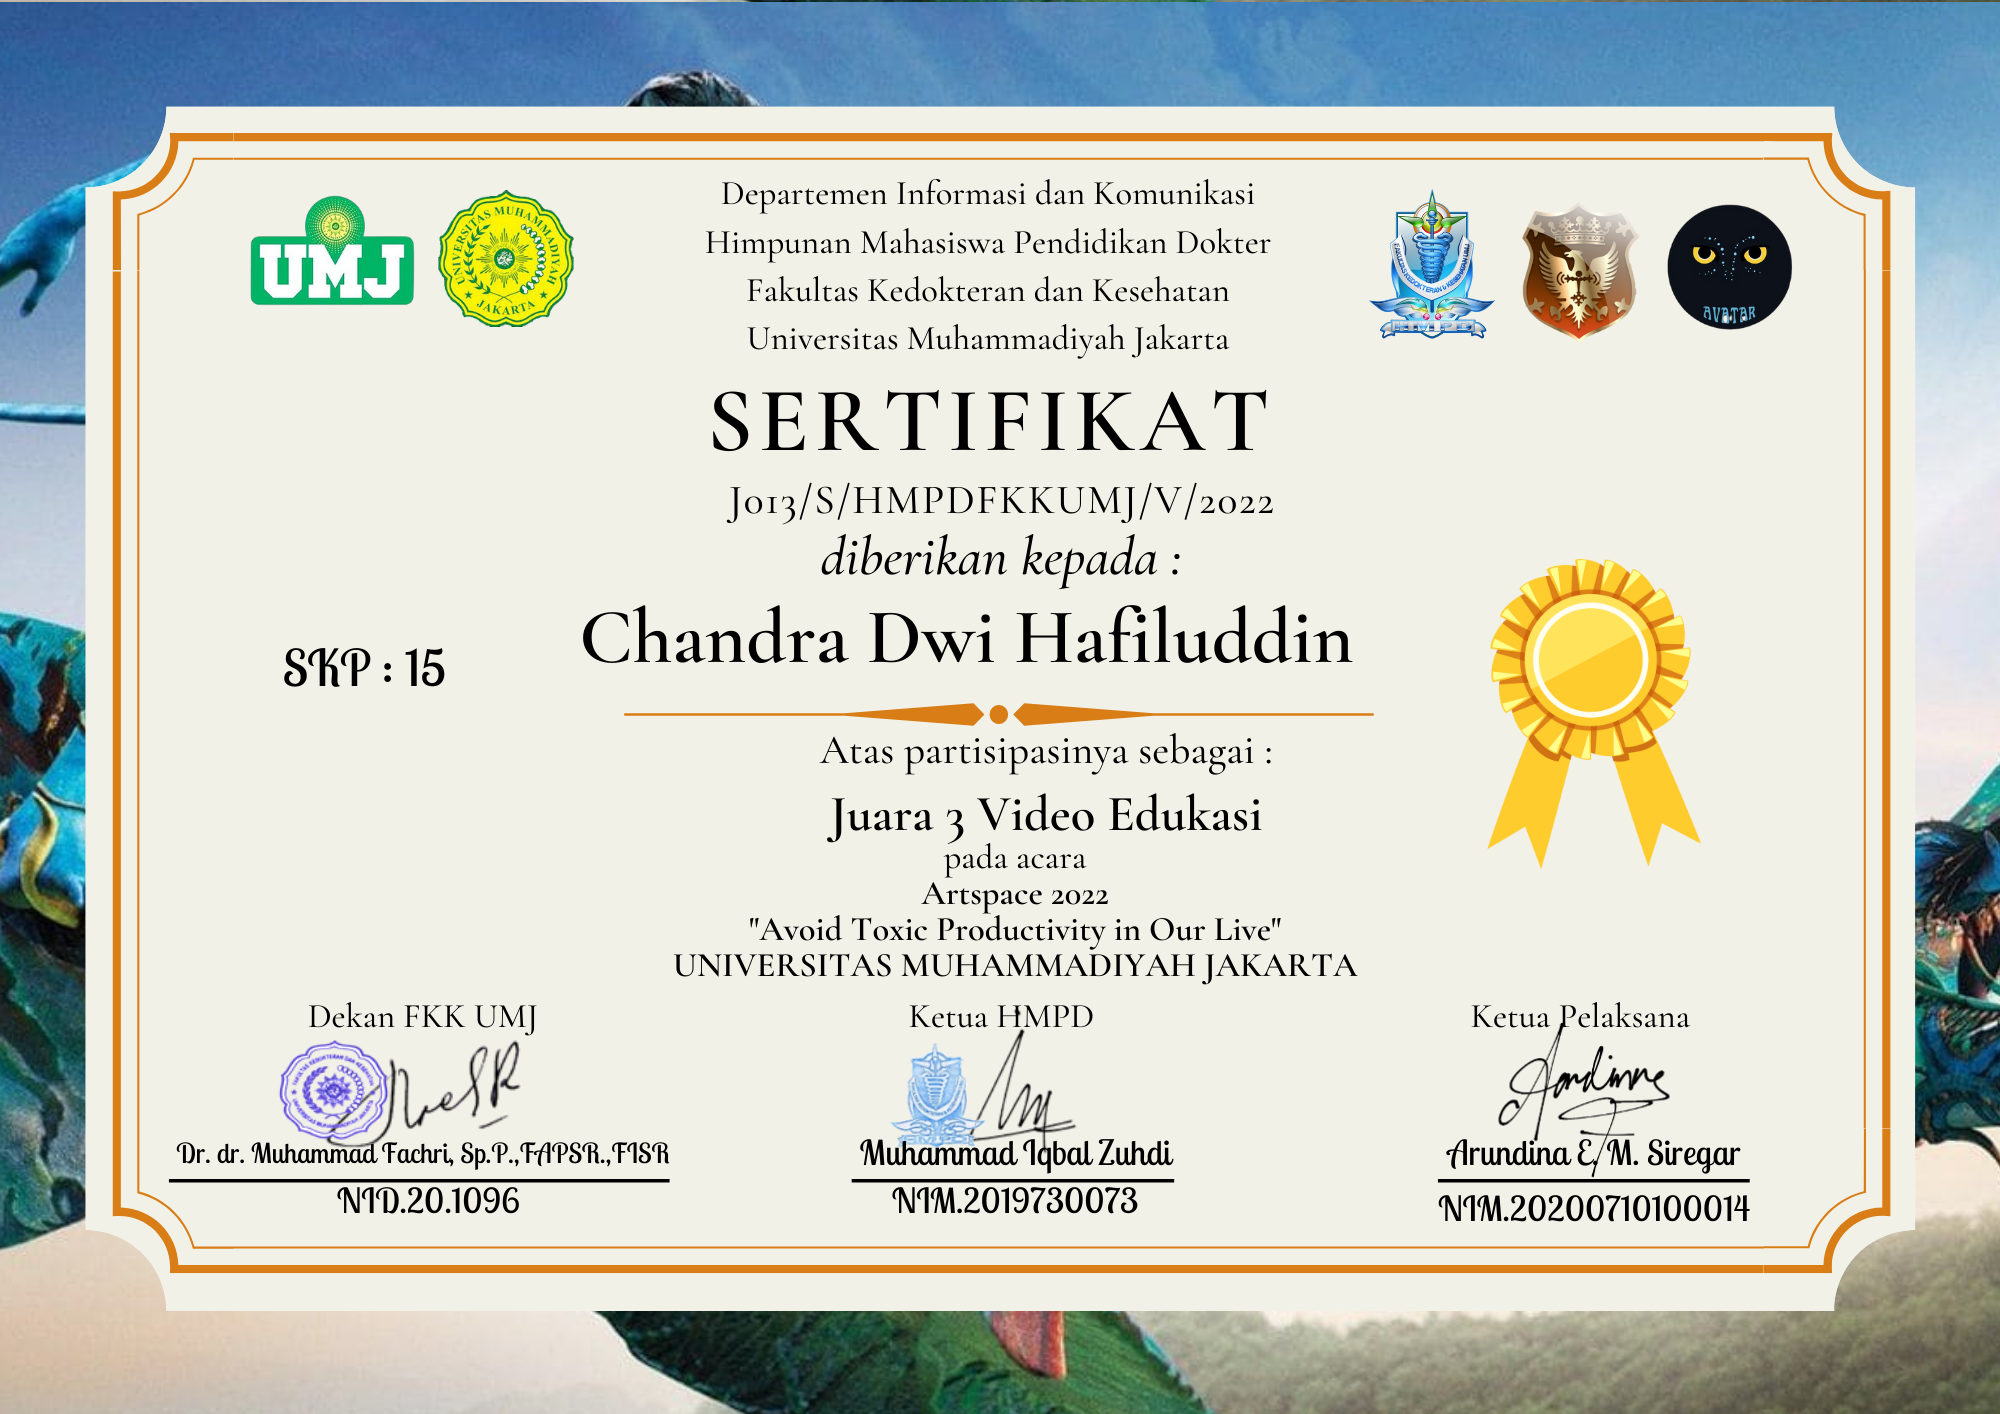 UMJ
UNIVERSITAS MUHAMMADIYAH
JAKARTA
Departemen Informasi dan Komunikasi
Himpunan Mahasiswa Pendidikan Dokter
Fakultas Kedokteran dan Kesehatan
Universitas Muhammadiyah Jakarta
FAKULTAS KEDOKTERAN & KESEHATAN UMJ
AVATAR
SERTIFIKAT
J013/S/HMPDFKKUMJ/V/2022
diberikan kepada :
Chandra Dwi Hafiluddin
SKP : 15
Atas partisipasinya sebagai :
Juara 3 Video Edukasi
pada acara
Artspace 2022
"Avoid Toxic Productivity in Our Live"
UNIVERSITAS MUHAMMADIYAH JAKARTA
Dekan FKK UMJ
Dr. dr. Muhammad Fachri, Sp.P.,FAPSR.,FISR
NID.20.1096
Ketua HMPD
Muhammad Iqbal Zuhdi
NIM.2019730073
Ketua Pelaksana
Arundina E. M. Siregar
NIM.20200710100014